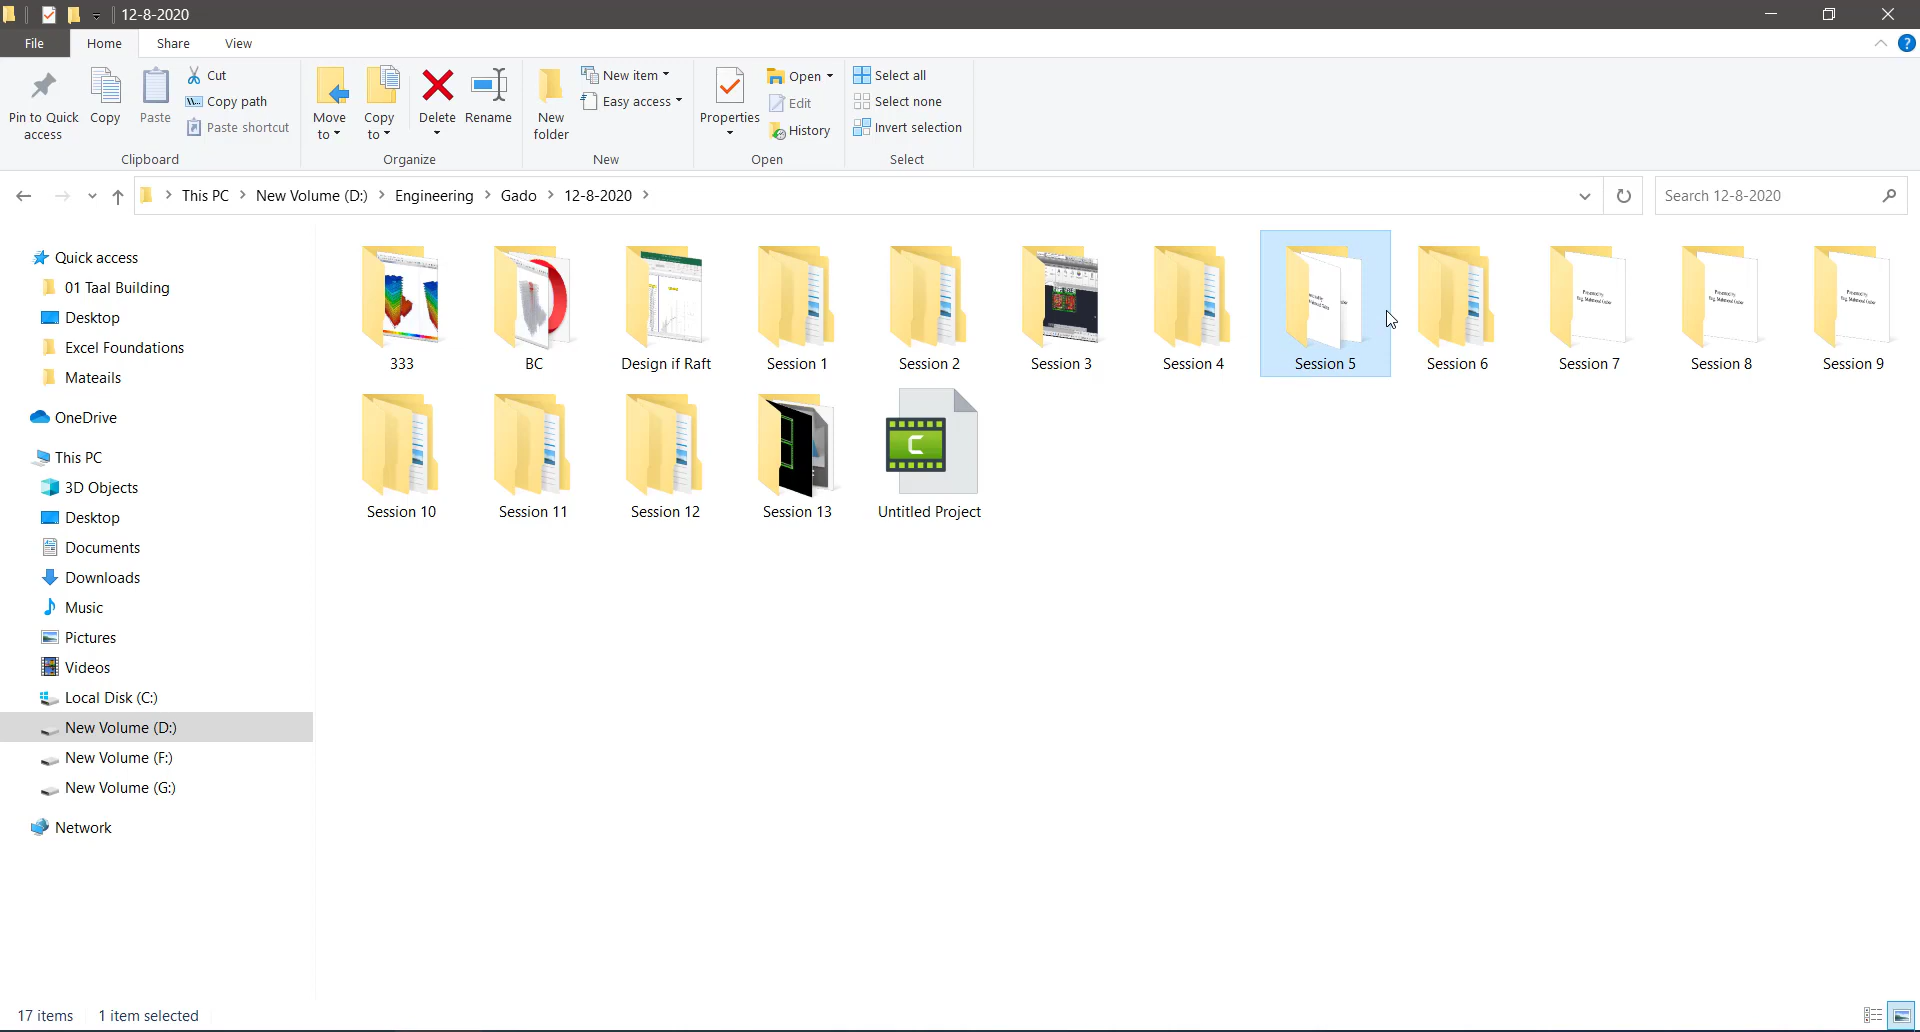 12-8-2020
File Home Share View
Pin to Quick access
Copy
Paste
Cut
Copy path
Paste shortcut
Clipboard
Move to
Copy to
Delete
Rename
Organize
New folder
New item
Easy access
New
Properties
Open
Edit
History
Open
Select all
Select none
Invert selection
Select
This PC New Volume (D:) Engineering Gado 12-8-2020
Search 12-8-2020
Quick access
01 Taal Building
Desktop
Excel Foundations
Mateails
OneDrive
This PC
3D Objects
Desktop
Documents
Downloads
Music
Pictures
Videos
Local Disk (C:)
New Volume (D:)
New Volume (F:)
New Volume (G:)
Network
333 BC Design if Raft Session 1 Session 2 Session 3 Session 4 Session 5 Session 6 Session 7 Session 8 Session 9
Session 10 Session 11 Session 12 Session 13 Untitled Project
17 items 1 item selected